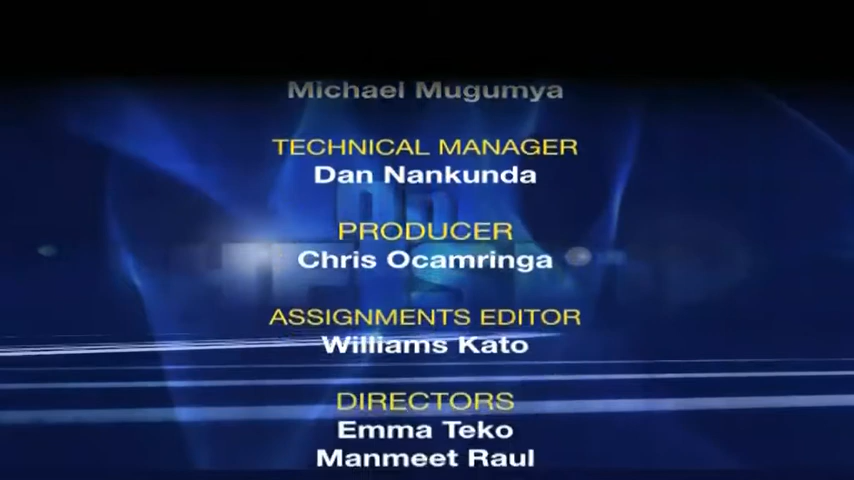 Michael Mugumya
TECHNICAL MANAGER
Dan Nankunda
PRODUCER
Chris Ocamringa
ASSIGNMENTS EDITOR
Williams Kato
DIRECTORS
Emma Teko
Manmeet Raul